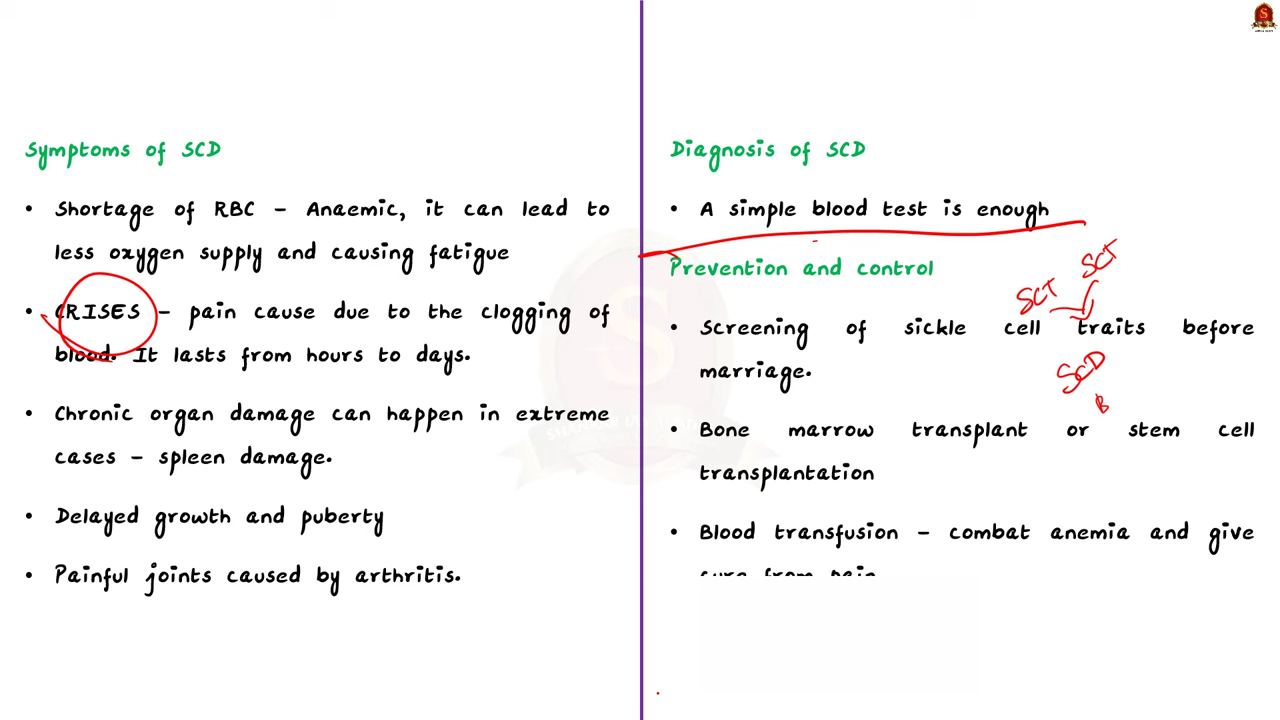 Symptoms of SCD
• Shortage of RBC – Anaemic, it can lead to
less oxygen supply and causing fatigue
• CRISES – pain cause due to the clogging of
blood. It lasts from hours to days.
• Chronic organ damage can happen in extreme
cases – spleen damage.
• Delayed growth and puberty
• Painful joints caused by arthritis.
Diagnosis of SCD
• A simple blood test is enough
Prevention and control
SCT
SCT
• Screening of sickle cell traits before
marriage.
SCD
B
• Bone marrow transplant or stem cell
transplantation
• Blood transfusion – combat anemia and give
cure from pain